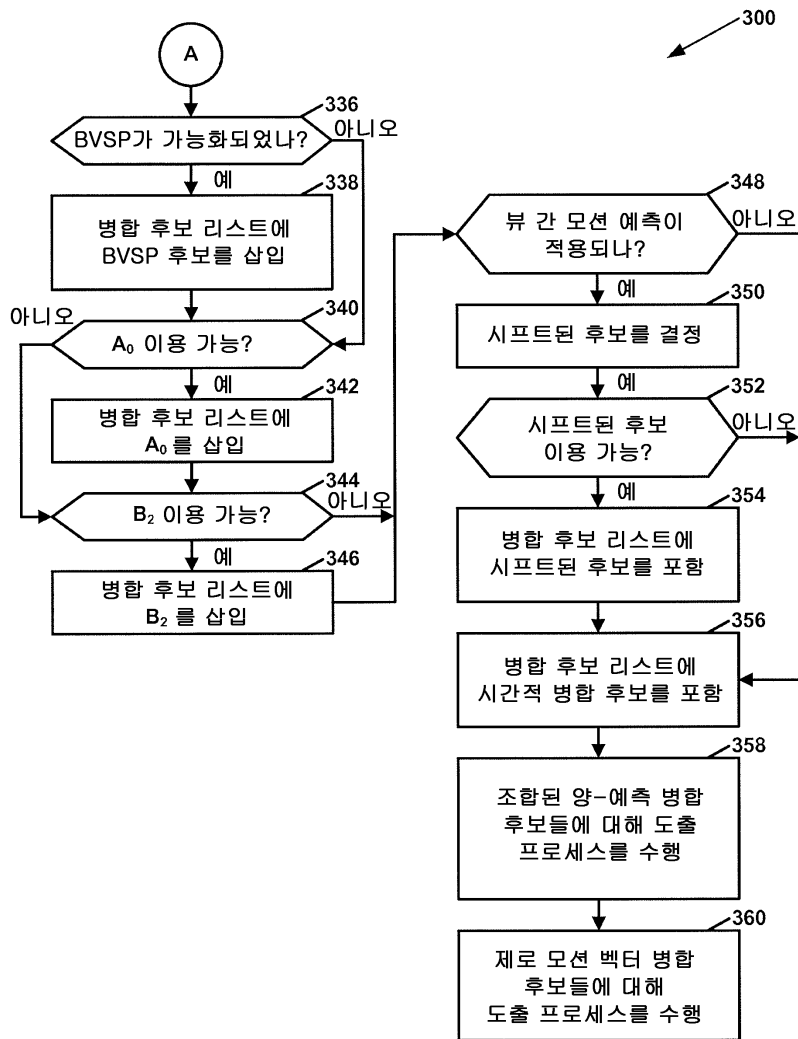 300
A
336
BVSP가 가능화되었나?
아니오
예
338
병합 후보 리스트에
BVSP 후보를 삽입
340
아니오
A₀ 이용 가능?
예
342
병합 후보 리스트에
A₀ 를 삽입
344
B₂ 이용 가능?
아니오
예
346
병합 후보 리스트에
B₂ 를 삽입
348
뷰 간 모션 예측이
적용되나?
아니오
예
350
시프트된 후보를 결정
예
352
시프트된 후보
이용 가능?
아니오
예
354
병합 후보 리스트에
시프트된 후보를 포함
356
병합 후보 리스트에
시간적 병합 후보를 포함
358
조합된 양-예측 병합
후보들에 대해 도출
프로세스를 수행
360
제로 모션 벡터 병합
후보들에 대해
도출 프로세스를 수행